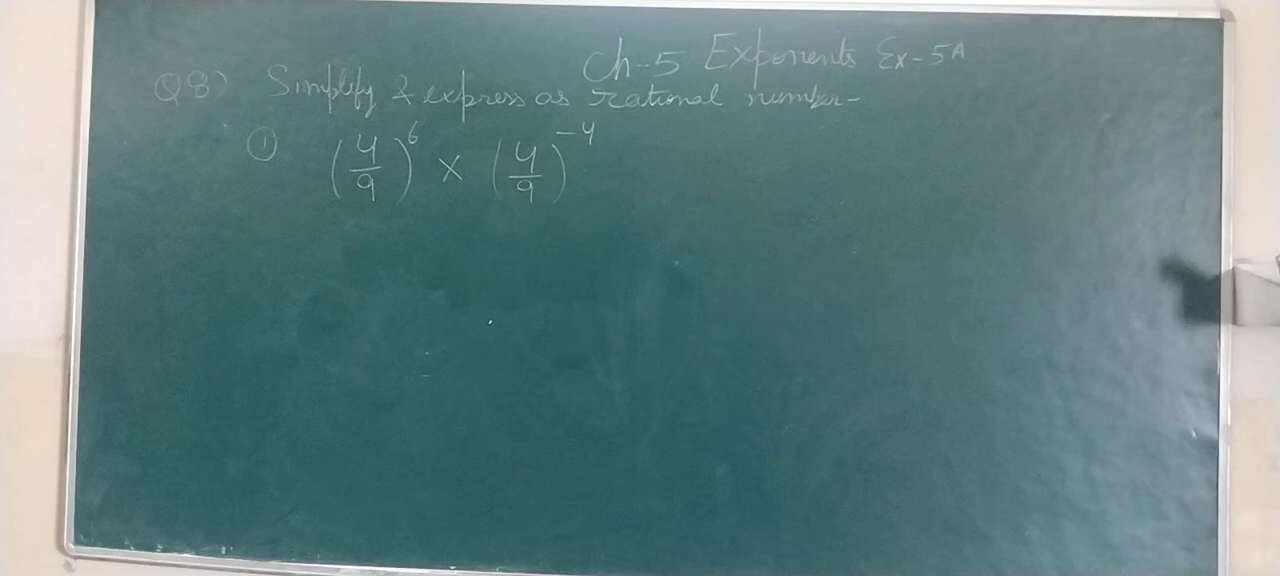 Ch-5 Exponents Ex-5A
Q8) Simplify & express as rational number-
① (4/9)^6 × (4/9)^-4